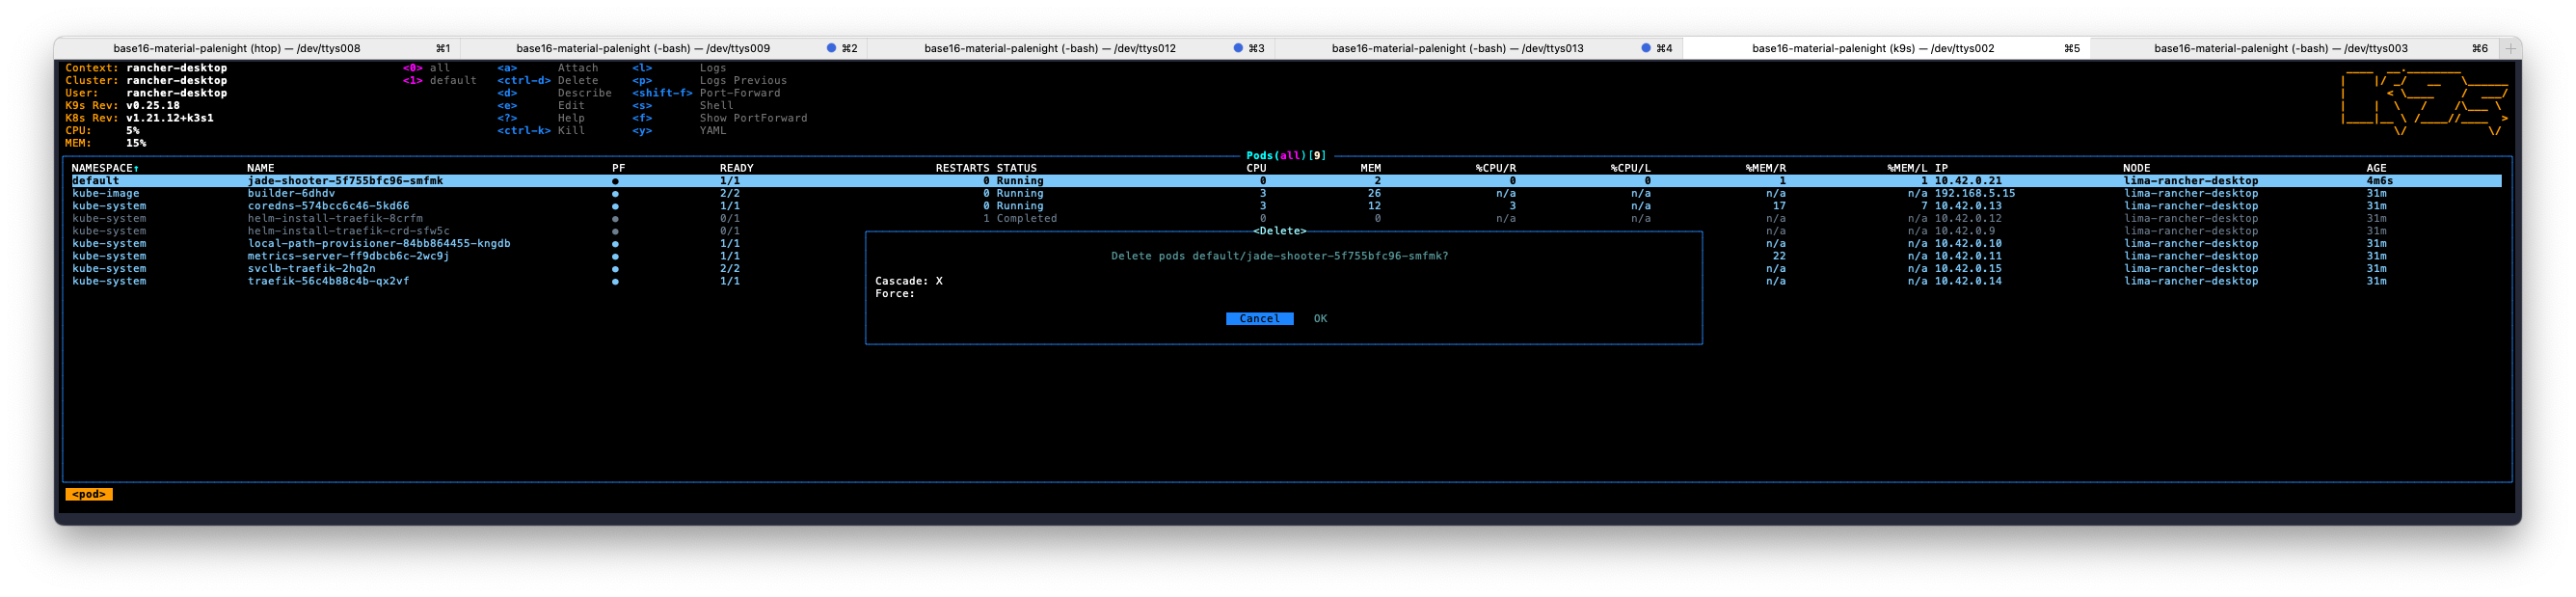 base16-material-palenight (htop) — /dev/ttys008 ⌘1 base16-material-palenight (-bash) — /dev/ttys009 ⌘2 base16-material-palenight (-bash) — /dev/ttys012 ⌘3 base16-material-palenight (-bash) — /dev/ttys013 ⌘4 base16-material-palenight (k9s) — /dev/ttys002 ⌘5 base16-material-palenight (-bash) — /dev/ttys003 ⌘6 +
Context: rancher-desktop <0> all <a> Attach <l> Logs
Cluster: rancher-desktop <1> default <ctrl-d> Delete <p> Logs Previous
User: rancher-desktop <d> Describe <shift-f> Port-Forward
K9s Rev: v0.25.18 <e> Edit <s> Shell
K8s Rev: v1.21.12+k3s1 <?> Help <f> Show PortForward
CPU: 5% <ctrl-k> Kill <y> YAML
MEM: 15%
K9s
Pods(all)[9]
NAMESPACE↑ NAME PF READY RESTARTS STATUS CPU MEM %CPU/R %CPU/L %MEM/R %MEM/L IP NODE AGE
default jade-shooter-5f755bfc96-smfmk ● 1/1 0 Running 0 2 0 0 1 1 10.42.0.21 lima-rancher-desktop 4m6s
kube-image builder-6dhdv ● 2/2 0 Running 3 26 n/a n/a n/a n/a 192.168.5.15 lima-rancher-desktop 31m
kube-system coredns-574bcc6c46-5kd66 ● 1/1 0 Running 3 12 3 n/a 17 7 10.42.0.13 lima-rancher-desktop 31m
kube-system helm-install-traefik-8crfm ● 0/1 1 Completed 0 0 n/a n/a n/a n/a 10.42.0.12 lima-rancher-desktop 31m
kube-system helm-install-traefik-crd-sfw5c ● 0/1 <Delete> n/a n/a 10.42.0.9 lima-rancher-desktop 31m
kube-system local-path-provisioner-84bb864455-kngdb ● 1/1 n/a n/a 10.42.0.10 lima-rancher-desktop 31m
kube-system metrics-server-ff9dbcb6c-2wc9j ● 1/1 Delete pods default/jade-shooter-5f755bfc96-smfmk? 22 n/a 10.42.0.11 lima-rancher-desktop 31m
kube-system svclb-traefik-2hq2n ● 2/2 n/a n/a 10.42.0.15 lima-rancher-desktop 31m
kube-system traefik-56c4b88c4b-qx2vf ● 1/1 Cascade: X n/a n/a 10.42.0.14 lima-rancher-desktop 31m
Force:
Cancel OK
<pod>